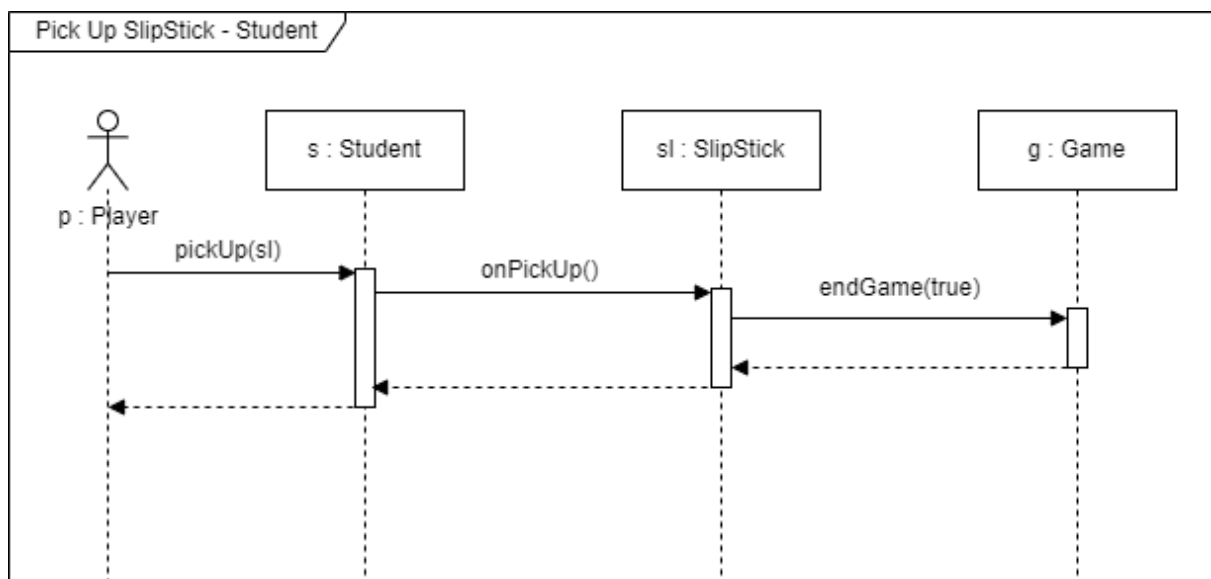 Pick Up SlipStick - Student
s : Student
sl : SlipStick
g : Game
p : Player
pickUp(sl)
onPickUp()
endGame(true)